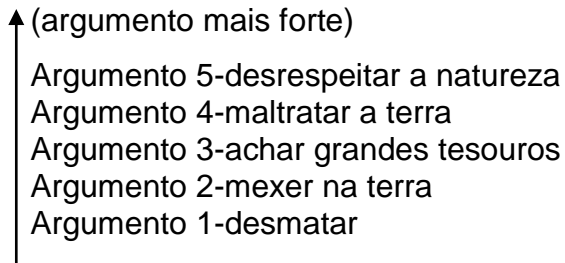 (argumento mais forte)
Argumento 5-desrespeitar a natureza
Argumento 4-maltratar a terra
Argumento 3-achar grandes tesouros
Argumento 2-mexer na terra
Argumento 1-desmatar